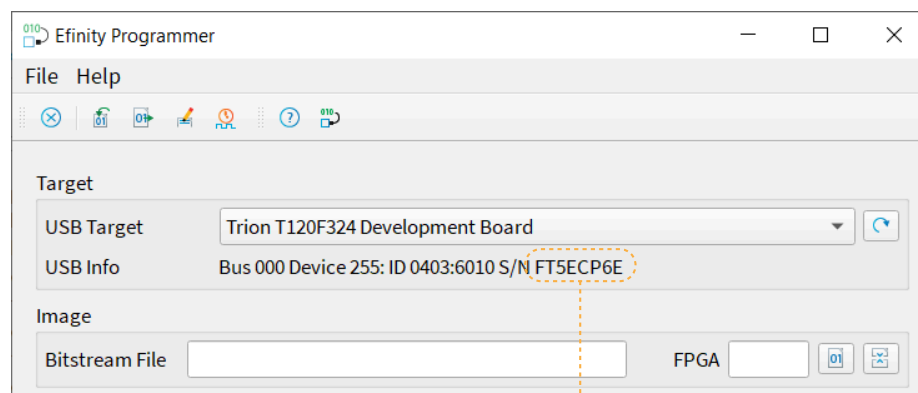 Efinity Programmer
File Help
Target
USB Target Trion T120F324 Development Board
USB Info Bus 000 Device 255: ID 0403:6010 S/N FT5ECP6E
Image
Bitstream File FPGA